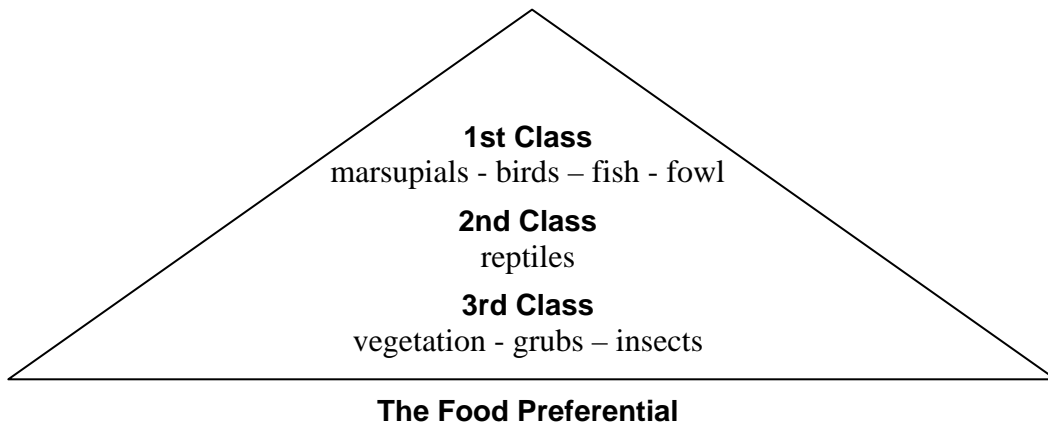 1st Class
marsupials - birds – fish - fowl
2nd Class
reptiles
3rd Class
vegetation - grubs – insects
The Food Preferential